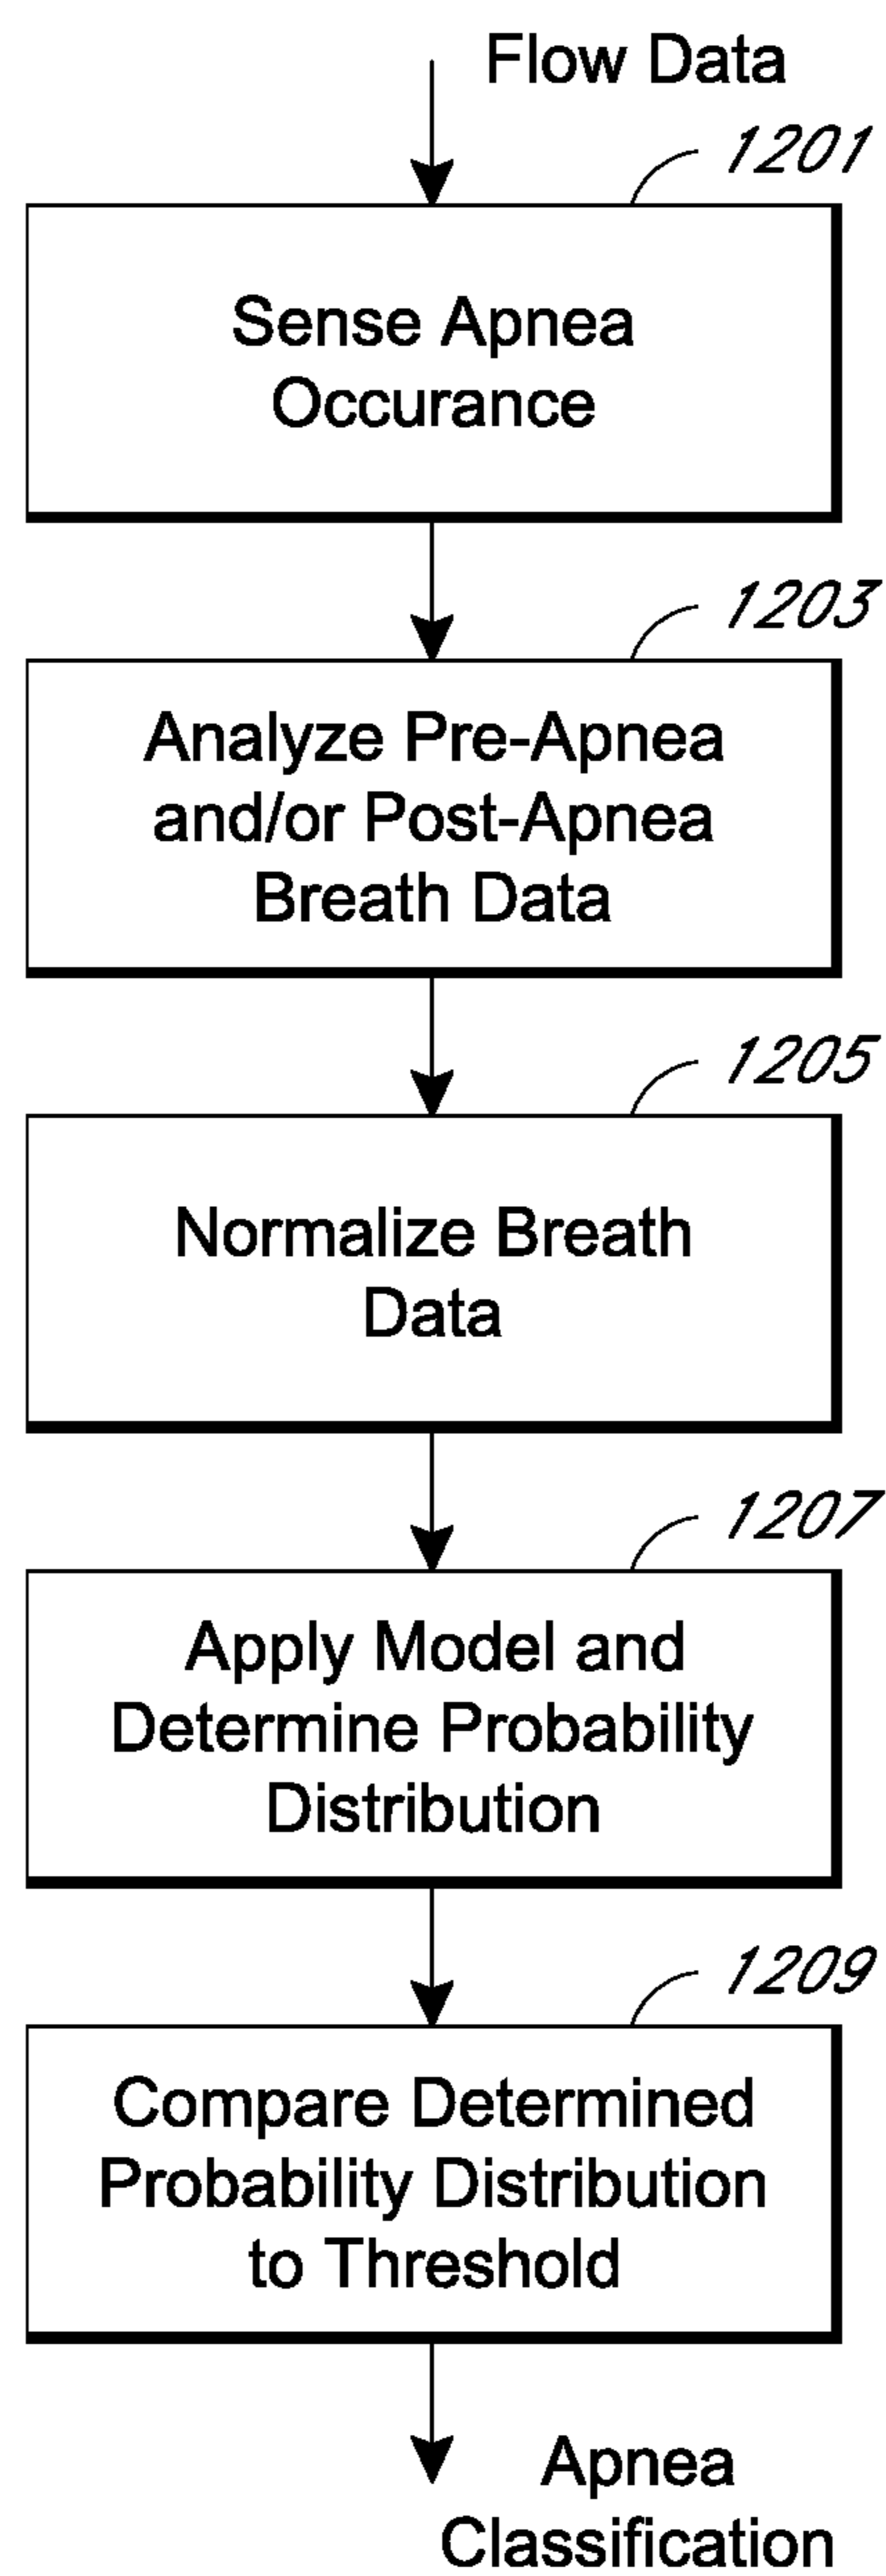 Flow Data
1201
Sense Apnea
Occurance
1203
Analyze Pre-Apnea
and/or Post-Apnea
Breath Data
1205
Normalize Breath
Data
1207
Apply Model and
Determine Probability
Distribution
1209
Compare Determined
Probability Distribution
to Threshold
Apnea
Classification